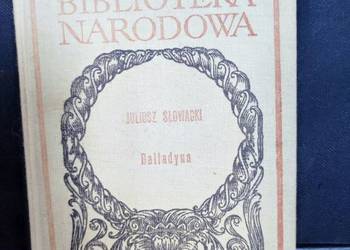 BIBLIOTEKA
NARODOWA
JULIUSZ SŁOWACKI
Balladyna